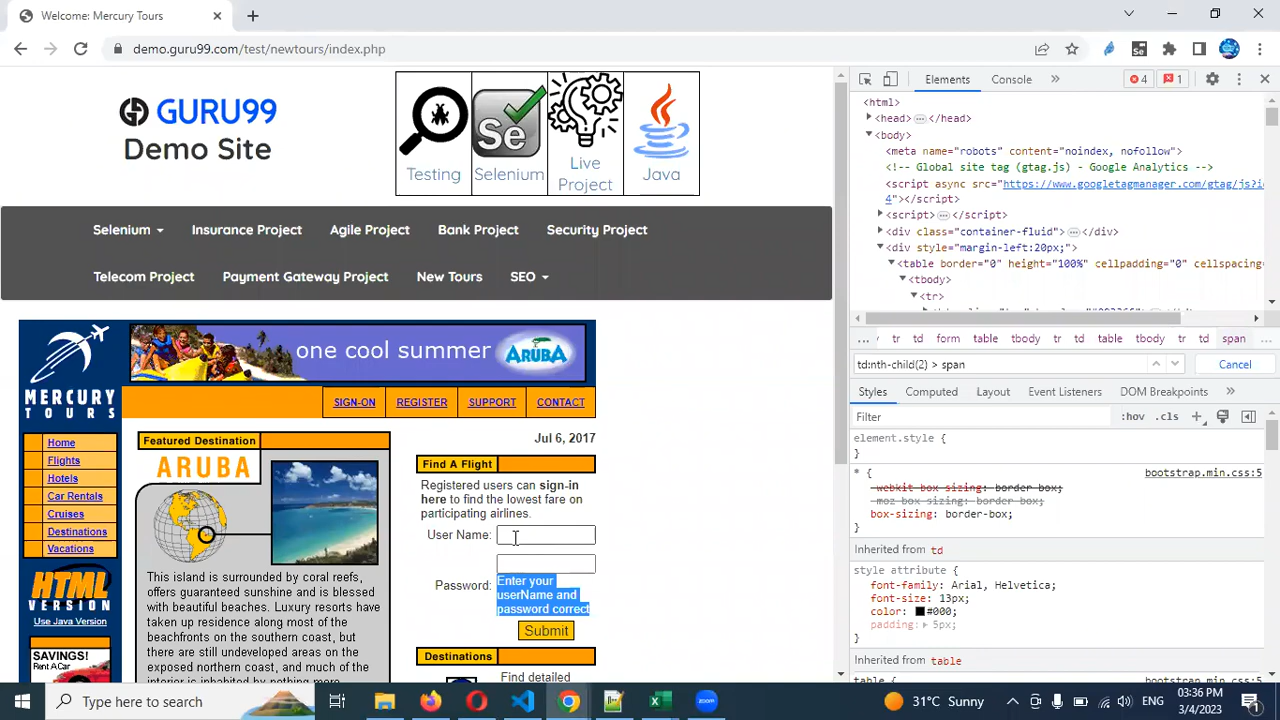 Welcome: Mercury Tours
demo.guru99.com/test/newtours/index.php
GURU99
Demo Site
Testing
Se
Selenium
Live
Project
Java
Selenium
Insurance Project
Agile Project
Bank Project
Security Project
Telecom Project
Payment Gateway Project
New Tours
SEO
MERCURY
TOURS
one cool summer
ARUBA
SIGN-ON
REGISTER
SUPPORT
CONTACT
Home
Flights
Hotels
Car Rentals
Cruises
Destinations
Vacations
HTML
VERSION
Use Java Version
SAVINGS!
Rent A Car
Featured Destination
ARUBA
This island is surrounded by coral reefs,
offers guaranteed sunshine and is blessed
with beautiful beaches. Luxury resorts have
taken up residence along most of the
beachfronts on the southern coast, but
there are still undeveloped areas on the
exposed northern coast, and much of the
interior is inhabited by nothing more
Jul 6, 2017
Find A Flight
Registered users can sign-in
here to find the lowest fare on
participating airlines.
User Name:
Password:
Enter your
userName and
password correct
Submit
Destinations
Find detailed
Elements
Console
4
1
<html>
<head> </head>
<body>
<meta name="robots" content="noindex, nofollow">
<!-- Global site tag (gtag.js) - Google Analytics -->
<script async src="https://www.googletagmanager.com/gtag/js?id
4"></script>
<script> </script>
<div class="container-fluid"> </div>
<div style="margin-left:20px;">
<table border="0" height="100%" cellpadding="0" cellspacing
<tbody>
<tr>
r td form table tbody tr td table tbody tr td span
td:nth-child(2) > span
Cancel
Styles
Computed
Layout
Event Listeners
DOM Breakpoints
Filter
:hov .cls
element.style {
}
* { bootstrap.min.css:5
-webkit-box-sizing: border-box;
-moz-box-sizing: border-box;
box-sizing: border-box;
}
Inherited from td
style attribute {
font-family: Arial, Helvetica;
font-size: 13px;
color: #000;
padding: 5px;
}
Inherited from table
Type here to search
31°C Sunny
ENG
03:36 PM
3/4/2023
zoom